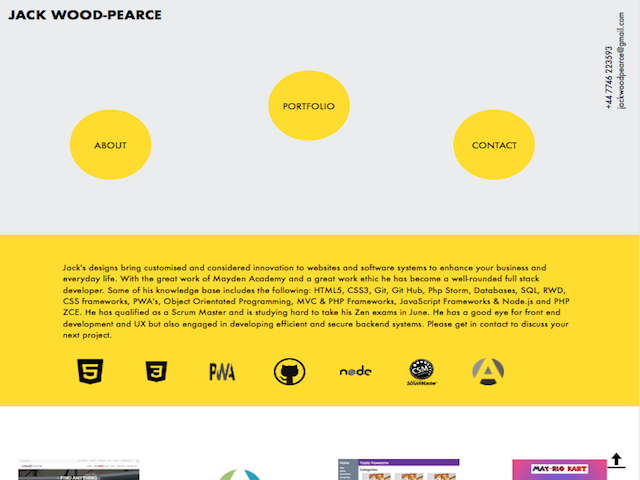 JACK WOOD-PEARCE
+44 7746 223593
jackwoodpearce@gmail.com
PORTFOLIO
ABOUT
CONTACT
Jack's designs bring customised and considered innovation to websites and software systems to enhance your business and
everyday life. With the great work of Mayden Academy and a great work ethic he has become a well-rounded full stack
developer. Some of his knowledge base includes the following: HTML5, CSS3, Git, Git Hub, Php Storm, Databases, SQL, RWD,
CSS frameworks, PWA's, Object Orientated Programming, MVC & PHP Frameworks, JavaScript Frameworks & Node.js and PHP
ZCE. He has qualified as a Scrum Master and is studying hard to take his Zen exams in June. He has a good eye for front end
development and UX but also engaged in developing efficient and secure backend systems. Please get in contact to discuss your
next project.
5
3
PWA
node
CSM
ScrumMaster
A
FIND ANYTHING
Totally Pawesome
Categories
MAY-RIO KART